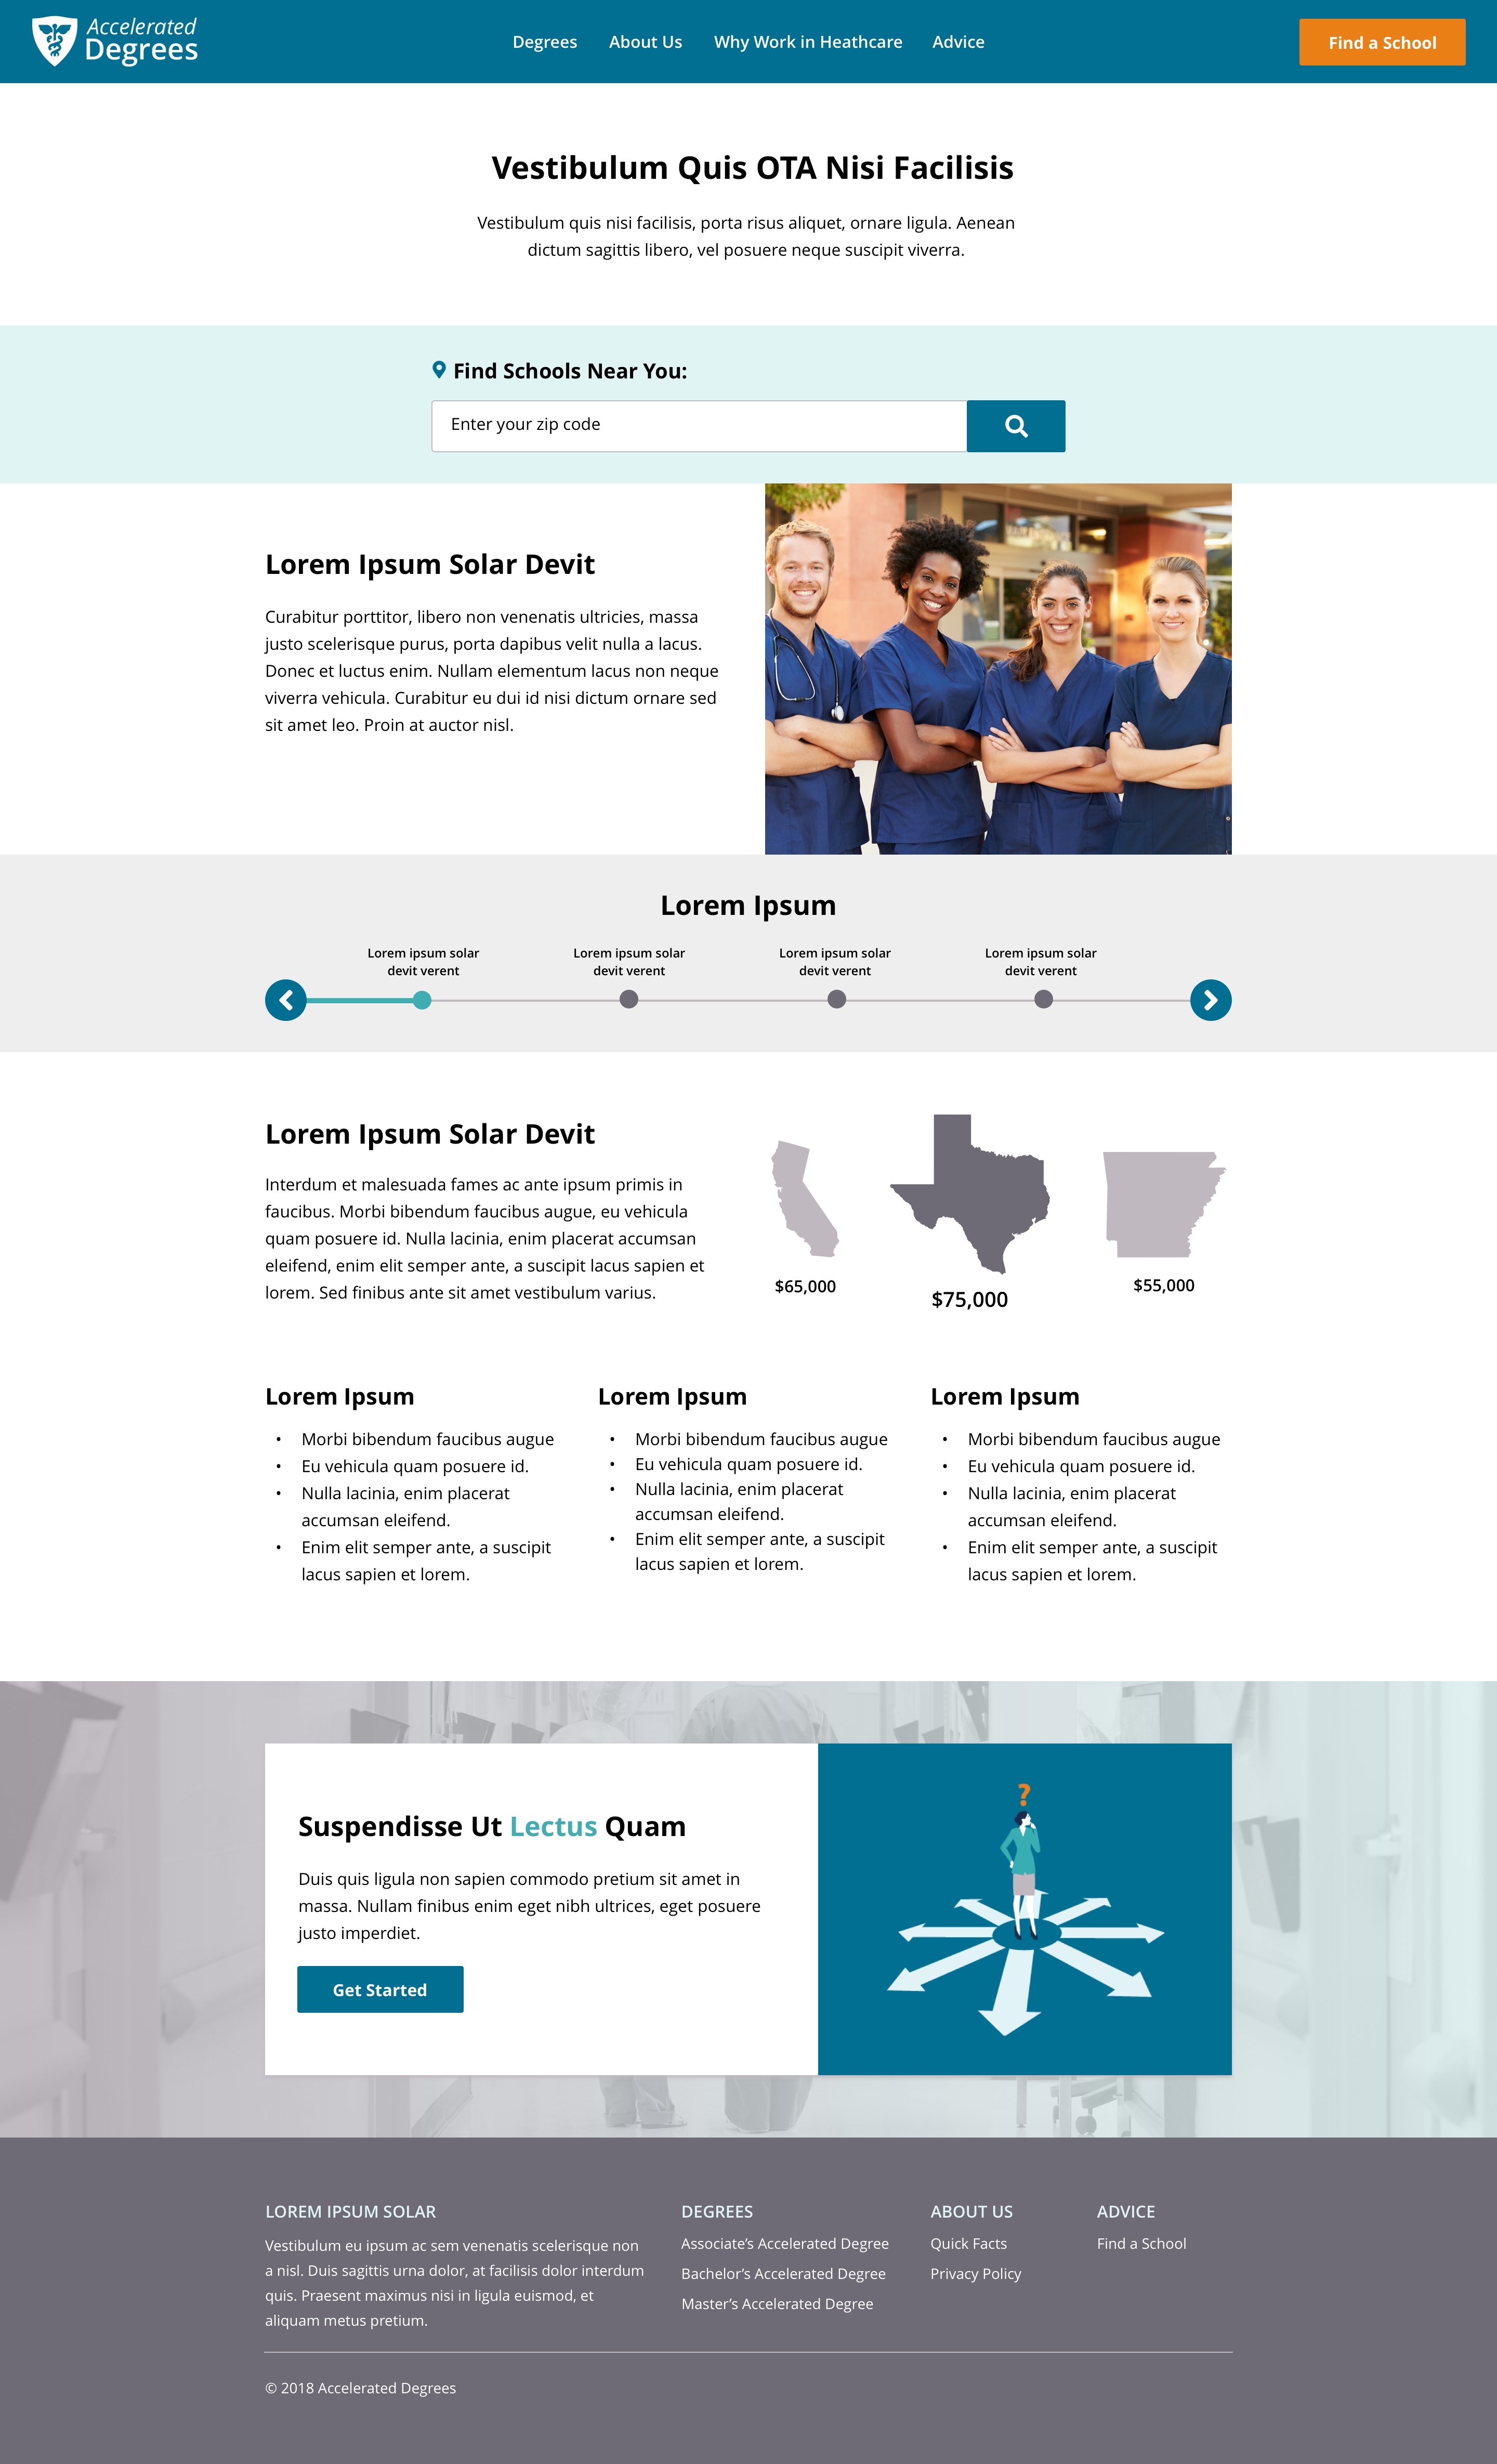 Accelerated
Degrees
Degrees About Us Why Work in Heathcare Advice
Find a School
Vestibulum Quis OTA Nisi Facilisis
Vestibulum quis nisi facilisis, porta risus aliquet, ornare ligula. Aenean
dictum sagittis libero, vel posuere neque suscipit viverra.
Find Schools Near You:
Enter your zip code
Lorem Ipsum Solar Devit
Curabitur porttitor, libero non venenatis ultricies, massa
justo scelerisque purus, porta dapibus velit nulla a lacus.
Donec et luctus enim. Nullam elementum lacus non neque
viverra vehicula. Curabitur eu dui id nisi dictum ornare sed
sit amet leo. Proin at auctor nisl.
Lorem Ipsum
Lorem ipsum solar
devit verent
Lorem ipsum solar
devit verent
Lorem ipsum solar
devit verent
Lorem ipsum solar
devit verent
Lorem Ipsum Solar Devit
Interdum et malesuada fames ac ante ipsum primis in
faucibus. Morbi bibendum faucibus augue, eu vehicula
quam posuere id. Nulla lacinia, enim placerat accumsan
eleifend, enim elit semper ante, a suscipit lacus sapien et
lorem. Sed finibus ante sit amet vestibulum varius.
$65,000
$75,000
$55,000
Lorem Ipsum
• Morbi bibendum faucibus augue
• Eu vehicula quam posuere id.
• Nulla lacinia, enim placerat
accumsan eleifend.
• Enim elit semper ante, a suscipit
lacus sapien et lorem.
Lorem Ipsum
• Morbi bibendum faucibus augue
• Eu vehicula quam posuere id.
• Nulla lacinia, enim placerat
accumsan eleifend.
• Enim elit semper ante, a suscipit
lacus sapien et lorem.
Lorem Ipsum
• Morbi bibendum faucibus augue
• Eu vehicula quam posuere id.
• Nulla lacinia, enim placerat
accumsan eleifend.
• Enim elit semper ante, a suscipit
lacus sapien et lorem.
Suspendisse Ut Lectus Quam
Duis quis ligula non sapien commodo pretium sit amet in
massa. Nullam finibus enim eget nibh ultrices, eget posuere
justo imperdiet.
Get Started
?
LOREM IPSUM SOLAR
Vestibulum eu ipsum ac sem venenatis scelerisque non
a nisl. Duis sagittis urna dolor, at facilisis dolor interdum
quis. Praesent maximus nisi in ligula euismod, et
aliquam metus pretium.
DEGREES
Associate’s Accelerated Degree
Bachelor’s Accelerated Degree
Master’s Accelerated Degree
ABOUT US
Quick Facts
Privacy Policy
ADVICE
Find a School
© 2018 Accelerated Degrees